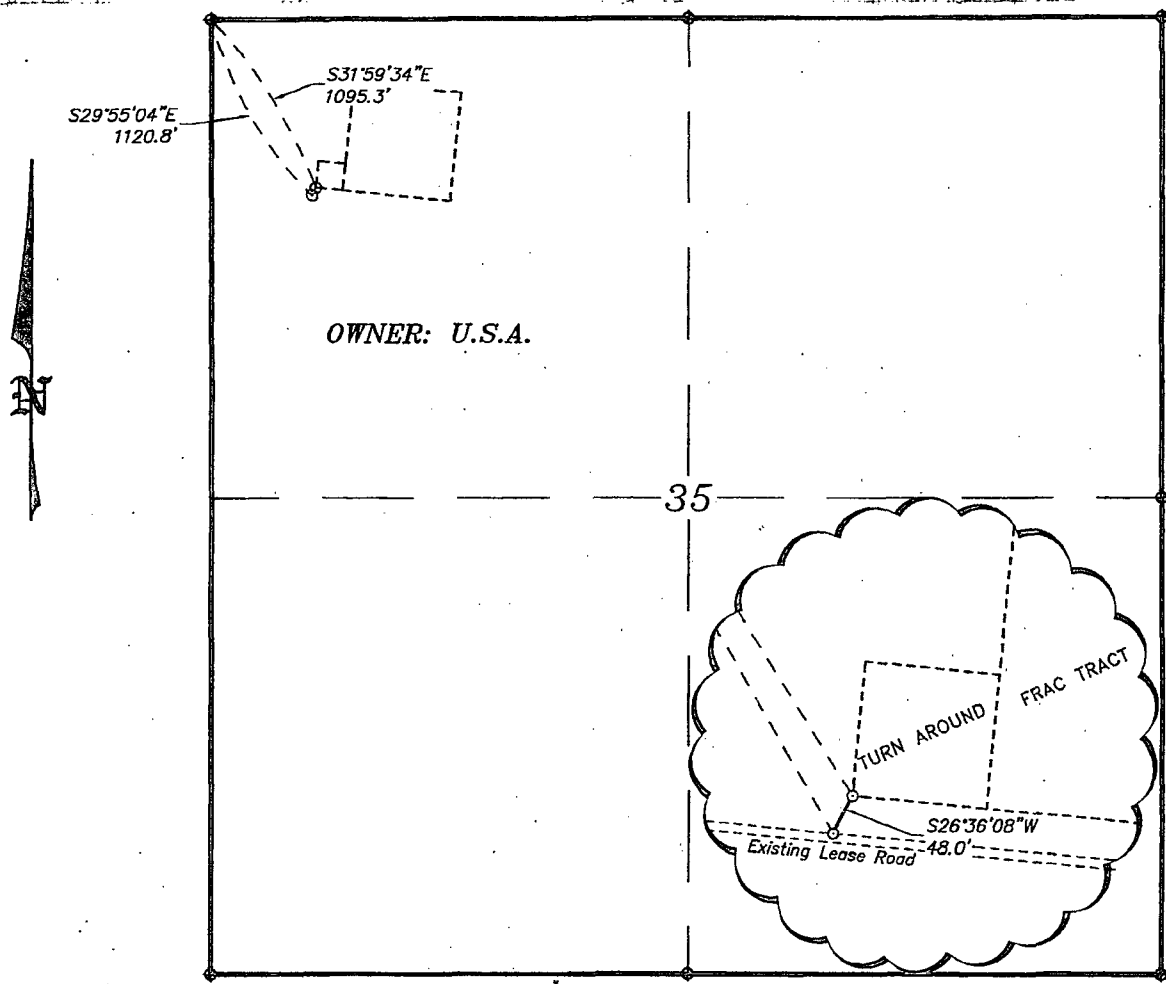 S31°59'34"E
1095.3'
S29°55'04"E
1120.8'
N
OWNER: U.S.A.
35
TURN AROUND
FRAC TRACT
S26°36'08"W
48.0'
Existing Lease Road